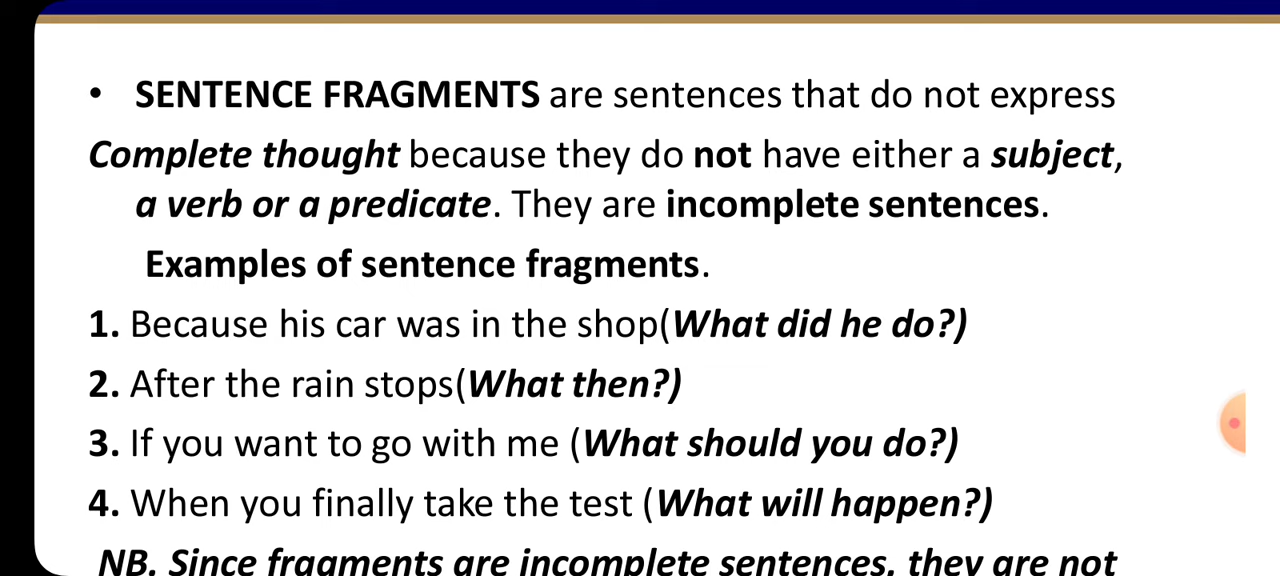 • SENTENCE FRAGMENTS are sentences that do not express
Complete thought because they do not have either a subject,
a verb or a predicate. They are incomplete sentences.
Examples of sentence fragments.
1. Because his car was in the shop(What did he do?)
2. After the rain stops(What then?)
3. If you want to go with me (What should you do?)
4. When you finally take the test (What will happen?)
NB. Since fragments are incomplete sentences, they are not